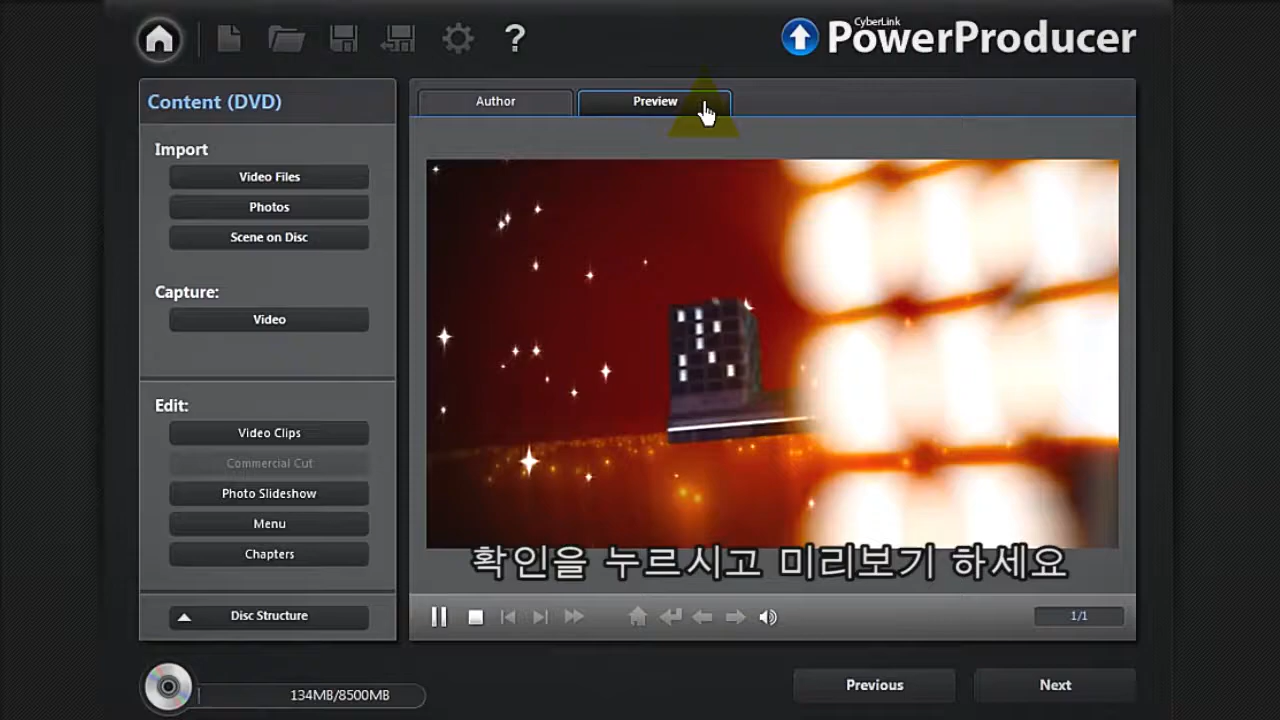 ?
CyberLink
PowerProducer
Content (DVD)
Import
Video Files
Photos
Scene on Disc
Capture:
Video
Edit:
Video Clips
Commercial Cut
Photo Slideshow
Menu
Chapters
Disc Structure
Author
Preview
확인을 누르시고 미리보기 하세요
1/1
134MB/8500MB
Previous
Next